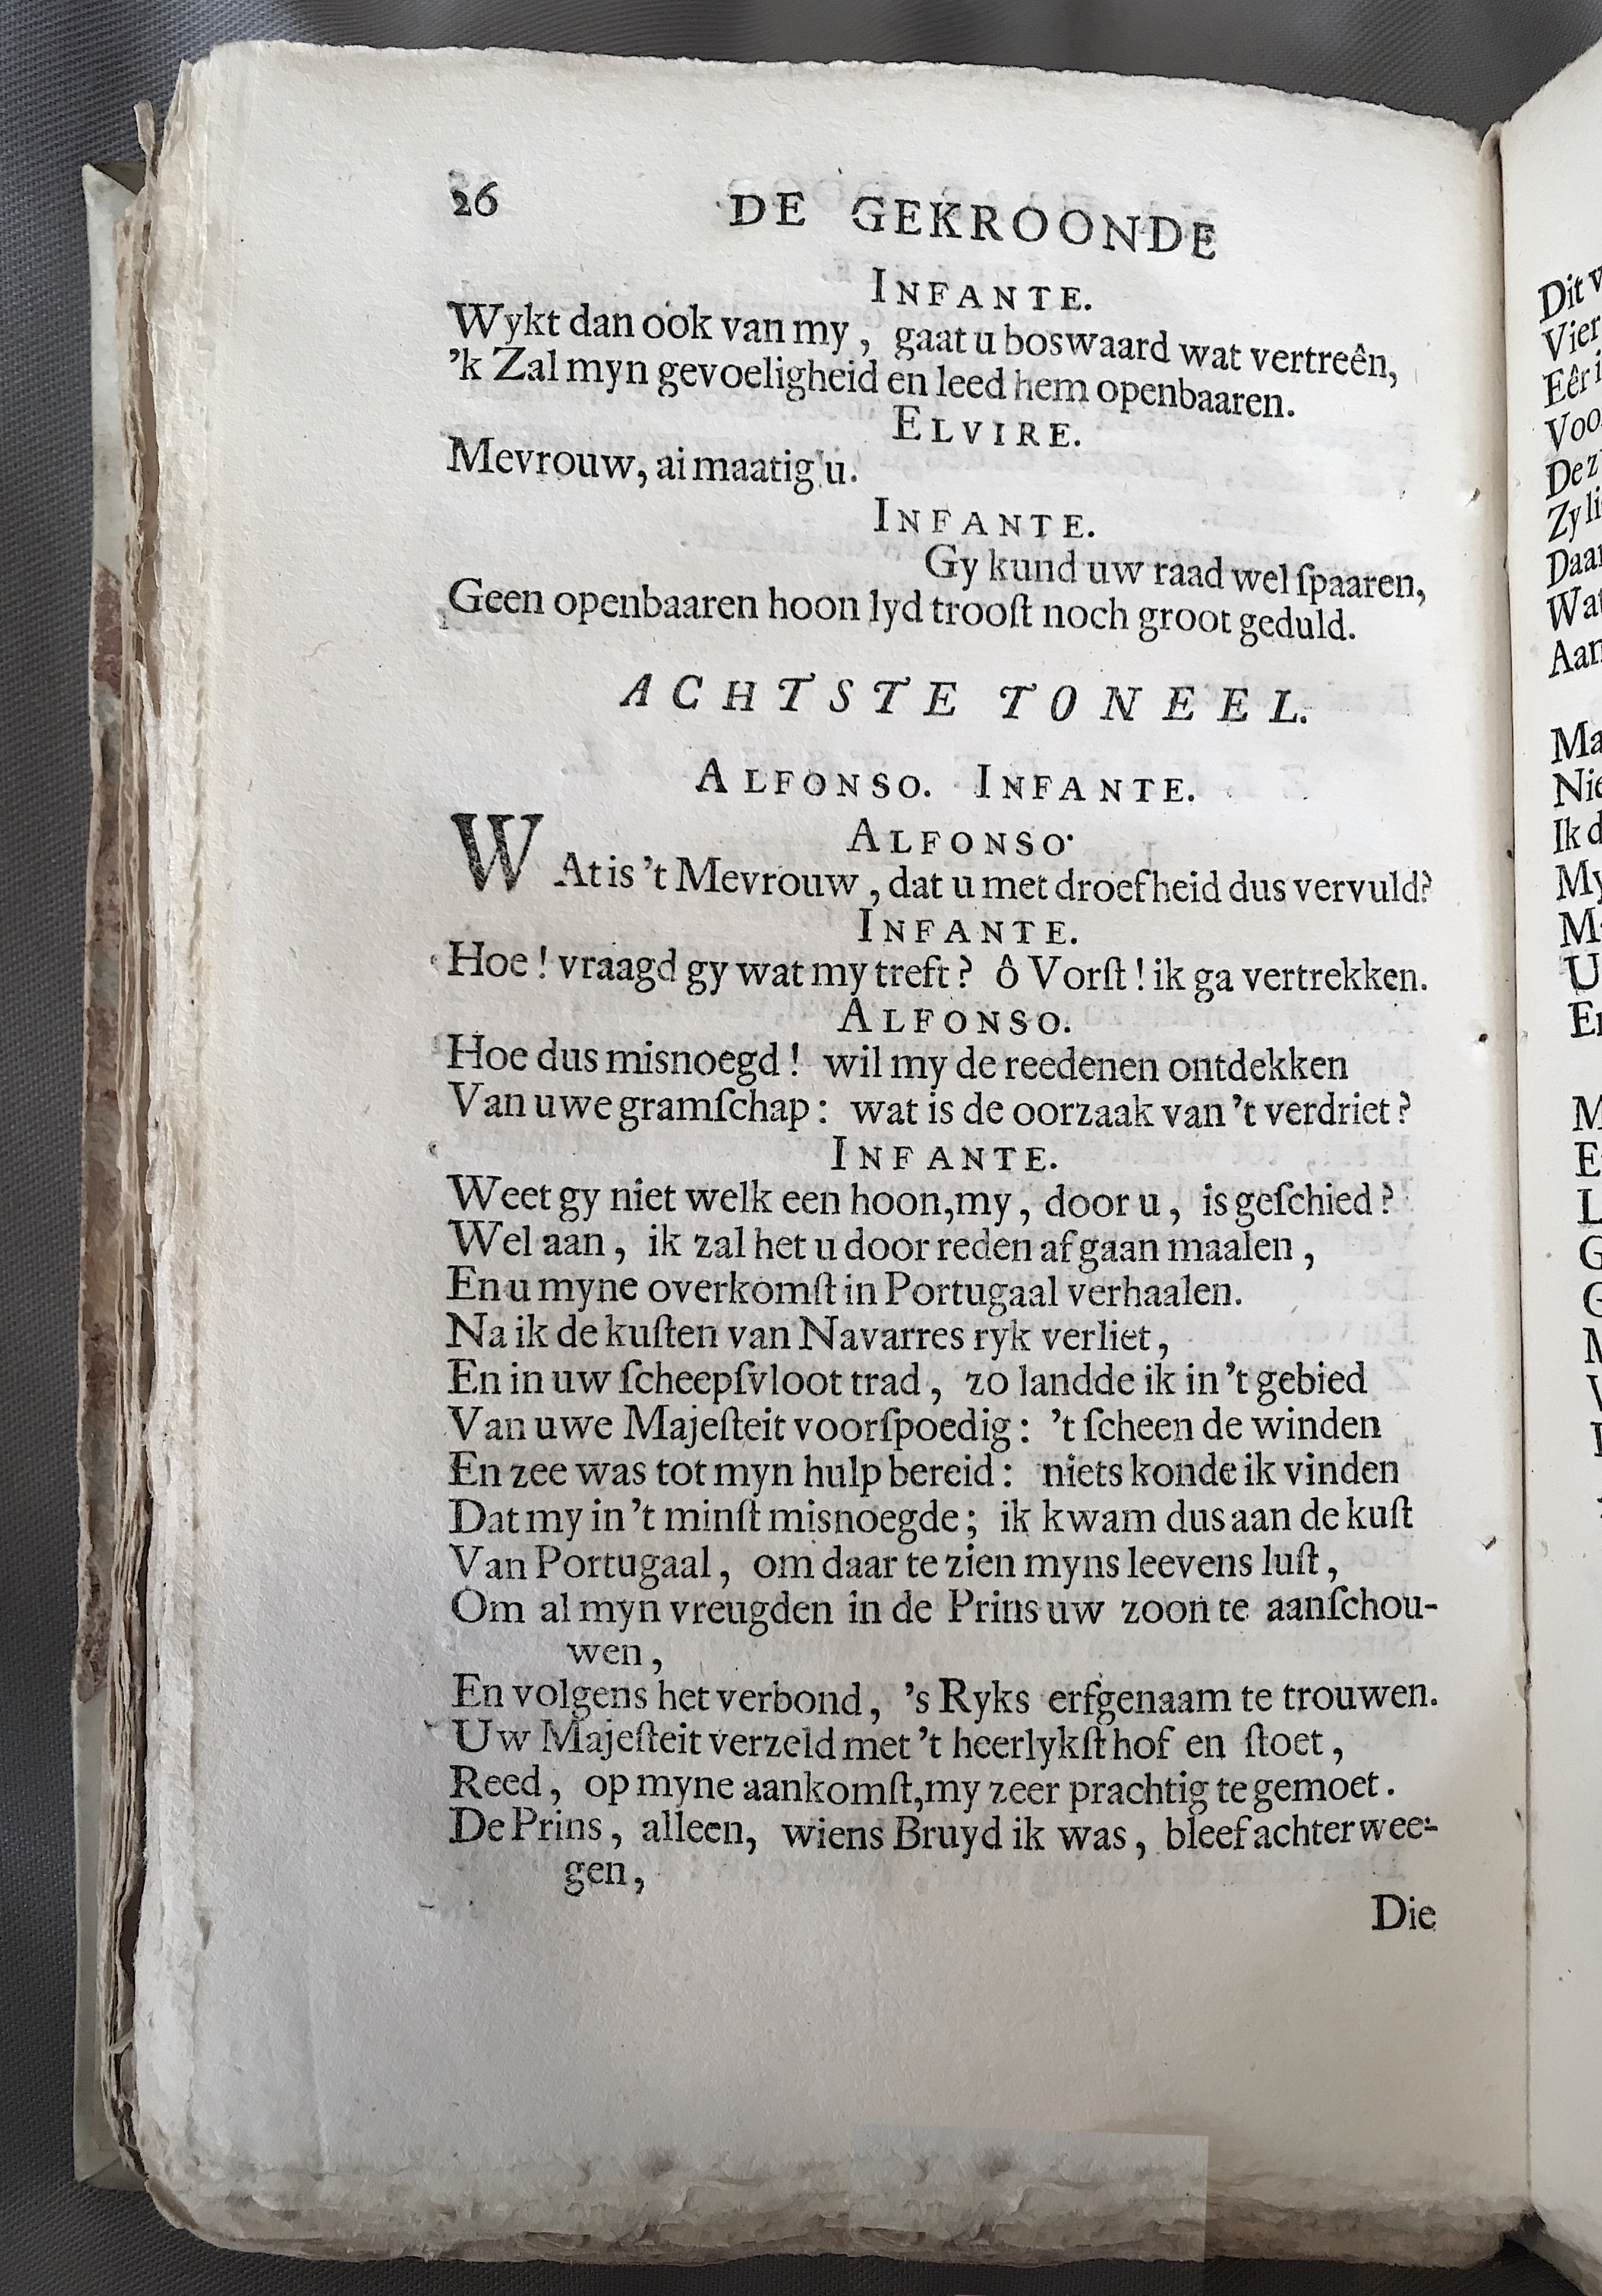 26 DE GEKROONDE
INFANTE.
Wykt dan ook van my, gaat u boswaard wat vertreên,
’k Zal myn gevoeligheid en leed hem openbaaren.
ELVIRE.
Mevrouw, ai maatig u.
INFANTE.
Gy kund uw raad wel ſpaaren,
Geen openbaaren hoon lyd trooſt noch groot geduld.
ACHTSTE TONEEL.
ALFONSO. INFANTE.
ALFONSO.
WAt is ’t Mevrouw, dat u met droefheid dus vervuld?
INFANTE.
Hoe! vraagd gy wat my treft? ô Vorſt! ik ga vertrekken.
ALFONSO.
Hoe dus misnoegd! wil my de reedenen ontdekken
Van uwe gramſchap: wat is de oorzaak van ’t verdriet?
INFANTE.
Weet gy niet welk een hoon, my, door u, is geſchied?
Wel aan, ik zal het u door reden af gaan maalen,
En u myne overkomſt in Portugaal verhaalen.
Na ik de kuſten van Navarres ryk verliet,
En in uw ſcheepſvloot trad, zo landde ik in ’t gebied
Van uwe Majeſteit voorſpoedig: ’t ſcheen de winden
En zee was tot myn hulp bereid: niets konde ik vinden
Dat my in ’t minſt misnoegde; ik kwam dus aan de kuſt
Van Portugaal, om daar te zien myns leevens luſt,
Om al myn vreugden in de Prins uw zoon te aanſchou-
wen,
En volgens het verbond, ’s Ryks erfgenaam te trouwen.
Uw Majeſteit verzeld met ’t heerlykſt hof en ſtoet,
Reed, op myne aankomſt, my zeer prachtig te gemoet.
De Prins, alleen, wiens Bruyd ik was, bleef achter wee-
gen,
Die
Dit
Vier
Eêr
Voo
De
Zy
Daa
Aan
Nie
Ik
My